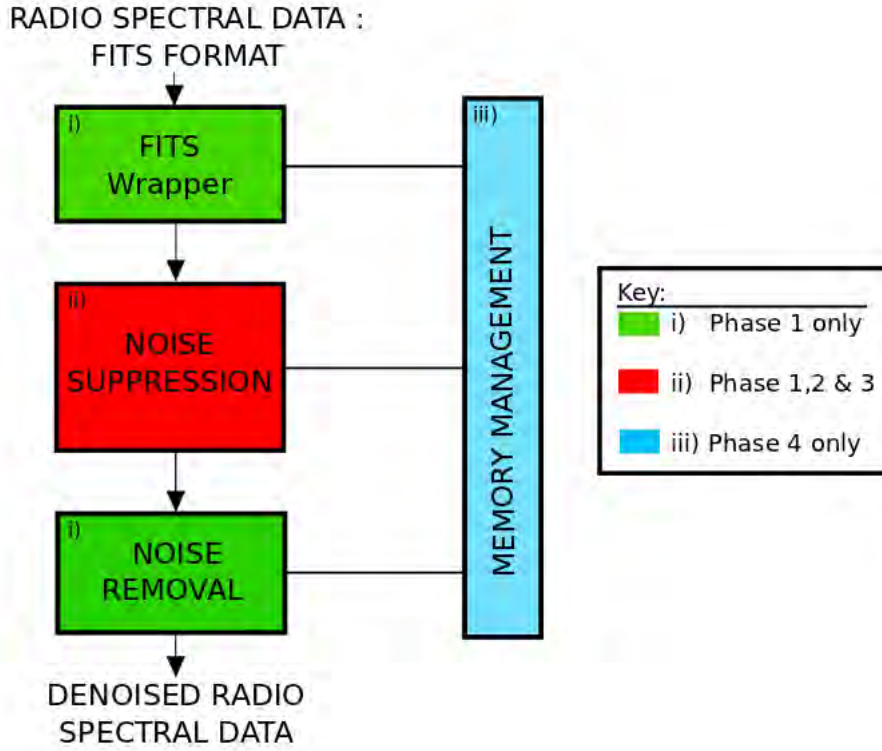 RADIO SPECTRAL DATA :
FITS FORMAT
i)
FITS
Wrapper
ii)
NOISE
SUPPRESSION
i)
NOISE
REMOVAL
DENOISED RADIO
SPECTRAL DATA
iii)
MEMORY MANAGEMENT
Key:
i) Phase 1 only
ii) Phase 1,2 & 3
iii) Phase 4 only